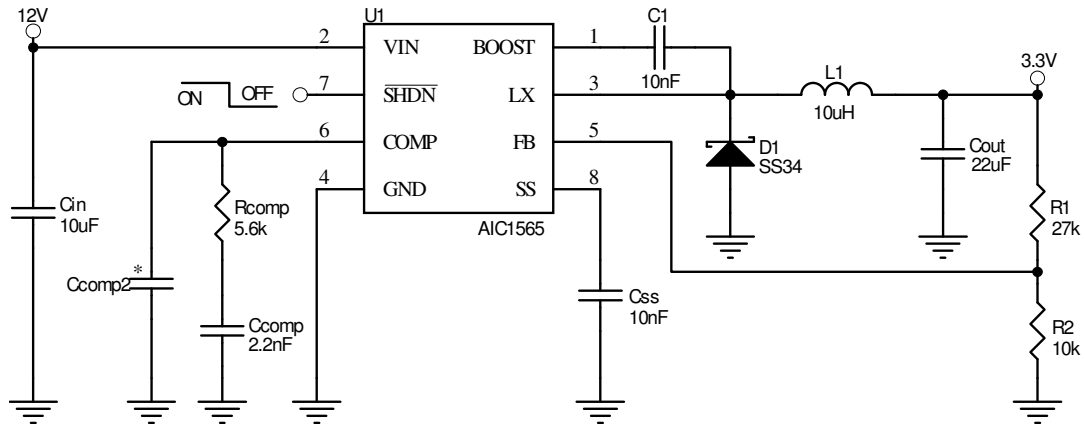 12V
U1
2
VIN
BOOST
1
C1
10nF
3.3V
ON
OFF
7
SHDN
LX
3
L1
10uH
6
COMP
FB
5
D1
SS34
Cout
22uF
4
GND
SS
8
AIC1565
Cin
10uF
Rcomp
5.6k
R1
27k
*
Ccomp2
Ccomp
2.2nF
Css
10nF
R2
10k